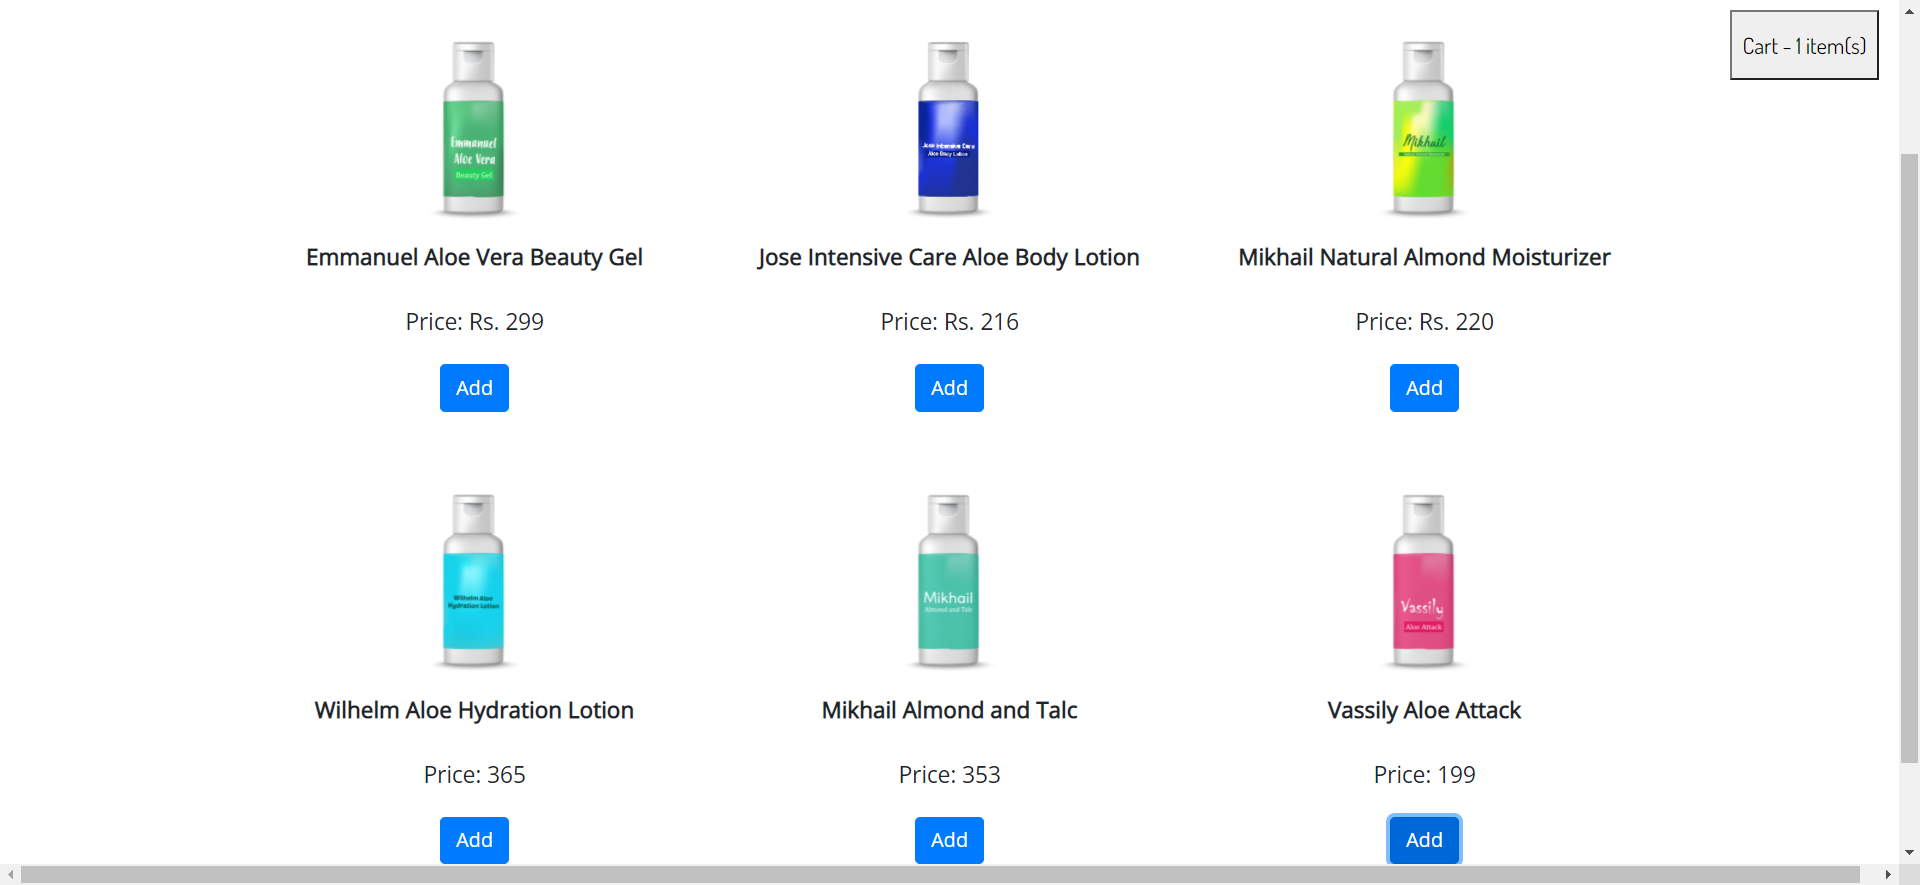 Cart - 1 item(s)
Emmanuel
Aloe Vera
Beauty Gel
Jose Intensive Care
Aloe Body Lotion
Mikhail
Emmanuel Aloe Vera Beauty Gel
Jose Intensive Care Aloe Body Lotion
Mikhail Natural Almond Moisturizer
Price: Rs. 299
Price: Rs. 216
Price: Rs. 220
Add
Add
Add
Wilhelm Aloe
Hydration Lotion
Mikhail
Almond and Talc
Vassily
Aloe Attack
Wilhelm Aloe Hydration Lotion
Mikhail Almond and Talc
Vassily Aloe Attack
Price: 365
Price: 353
Price: 199
Add
Add
Add